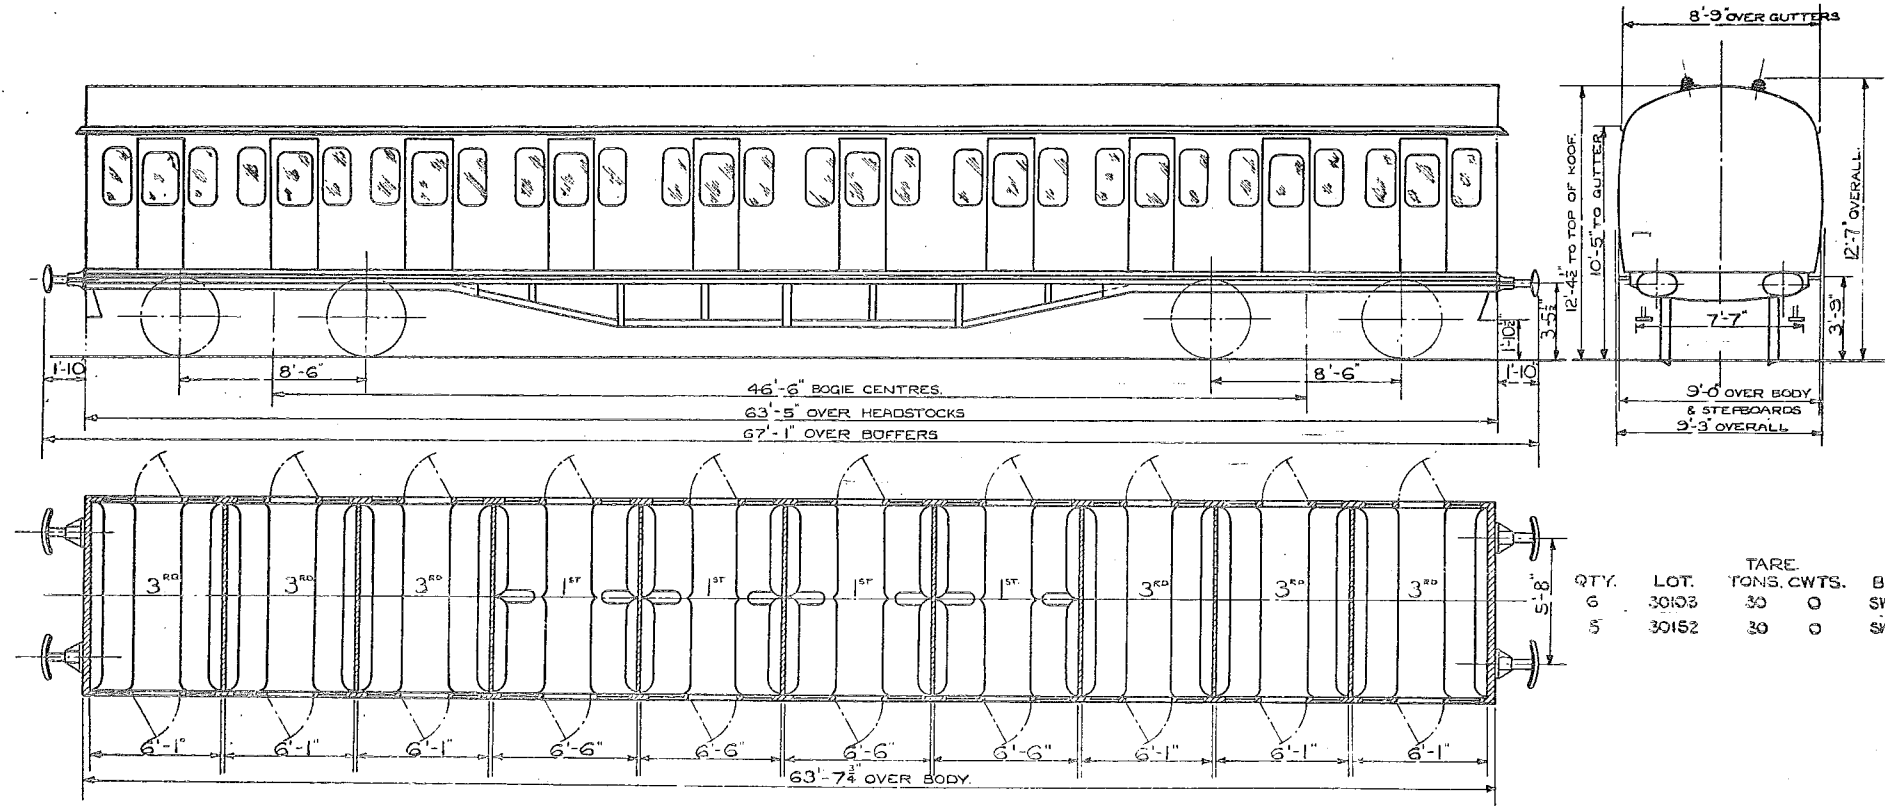 8'-9" OVER GUTTERS
12'-4½" TO TOP OF ROOF.
10'-5" TO GUTTER
12'-7" OVERALL.
7'-7"
3'-9"
3'-5½"
1'-10½"
1'-10
8'-6"
8'-6"
1'-10"
46'-6" BOGIE CENTRES.
63'-5" OVER HEADSTOCKS
67'-1" OVER BUFFERS
9'-0" OVER BODY
& STEPBOARDS
9'-3" OVERALL
3RD 3RD 3RD 1ST 1ST 1ST 1ST. 3RD 3RD 3RD
5'-8"
TARE.
QTY. LOT. TONS. CWTS. B
6 30103 30 0 SW
5 30152 30 0 SW
6'-1" 6'-1" 6'-1" 6'-6" 6'-6" 6'-6" 6'-6" 6'-1" 6'-1" 6'-1"
63'-7¾" OVER BODY.